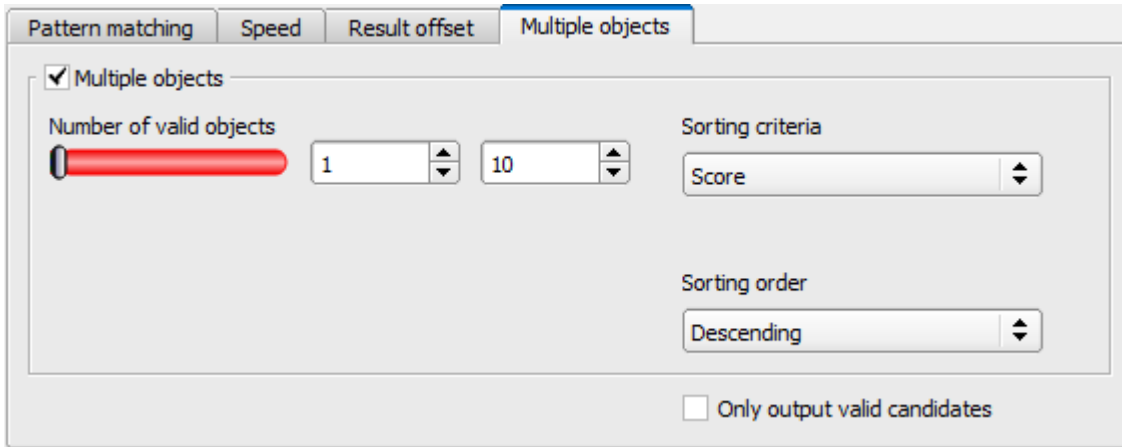 Pattern matching Speed Result offset Multiple objects
Multiple objects
Number of valid objects Sorting criteria
1 10 Score
Sorting order
Descending
Only output valid candidates